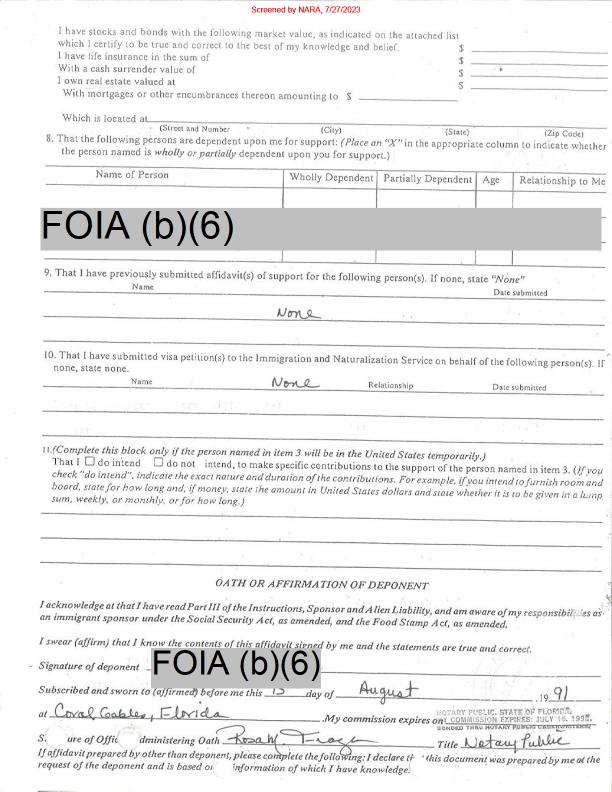 Screened by NARA, 7/27/2023
I have stocks and bonds with the following market value, as indicated on the attached list
which I certify to be true and correct to the best of my knowledge and belief. $
I have life insurance in the sum of $
With a cash surrender value of $
I own real estate valued at $
With mortgages or other encumbrances thereon amounting to $
Which is located at
(Street and Number (City) (State) (Zip Code)
8. That the following persons are dependent upon me for support: (Place an "X" in the appropriate column to indicate whether
the person named is wholly or partially dependent upon you for support.)
Name of Person Wholly Dependent Partially Dependent Age Relationship to Me
FOIA (b)(6)
9. That I have previously submitted affidavit(s) of support for the following person(s). If none, state "None"
Name Date submitted
None
10. That I have submitted visa petition(s) to the Immigration and Naturalization Service on behalf of the following person(s). If
none, state none.
Name None Relationship Date submitted
11.(Complete this block only if the person named in item 3 will be in the United States temporarily.)
That I ☐ do intend ☐ do not intend, to make specific contributions to the support of the person named in item 3. (If you
check "do intend", indicate the exact nature and duration of the contributions. For example, if you intend to furnish room and
board, state for how long and, if money, state the amount in United States dollars and state whether it is to be given in a lump
sum, weekly, or monthly, or for how long.)
OATH OR AFFIRMATION OF DEPONENT
I acknowledge at that I have read Part III of the Instructions, Sponsor and Alien Liability, and am aware of my responsibilities as
an immigrant sponsor under the Social Security Act, as amended, and the Food Stamp Act, as amended.
I swear (affirm) that I know the contents of this affidavit signed by me and the statements are true and correct.
Signature of deponent FOIA (b)(6)
Subscribed and sworn to (affirmed) before me this 13 day of August 19 91
at Coral Gables, Florida My commission expires on NOTARY PUBLIC, STATE OF FLORIDA.
COMMISSION EXPIRES: JULY 16,
BONDED THRU NOTARY PUBLIC UNDERWRITERS.
S ure of Offic dministering Oath Rosa M Title Notary Public
If affidavit prepared by other than deponent, please complete the following: I declare th this document was prepared by me at the
request of the deponent and is based o information of which I have knowledge.